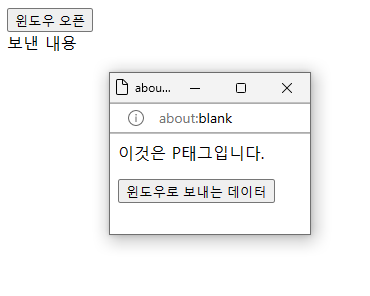 윈도우 오픈
보낸 내용
abou...
about:blank
이것은 P태그입니다.
윈도우로 보내는 데이터